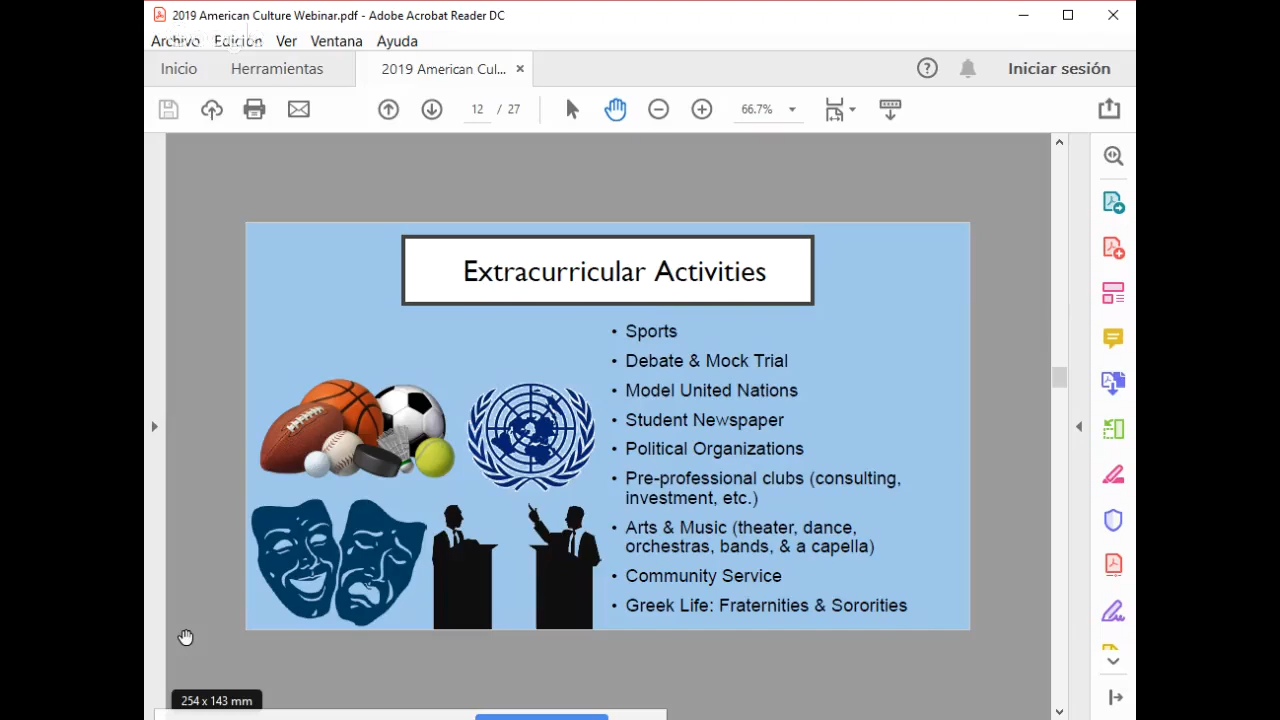 2019 American Culture Webinar.pdf - Adobe Acrobat Reader DC
Archivo Edición Ver Ventana Ayuda
Inicio Herramientas 2019 American Cul... × Iniciar sesión
12 / 27 66.7%
Extracurricular Activities
• Sports
• Debate & Mock Trial
• Model United Nations
• Student Newspaper
• Political Organizations
• Pre-professional clubs (consulting,
investment, etc.)
• Arts & Music (theater, dance,
orchestras, bands, & a capella)
• Community Service
• Greek Life: Fraternities & Sororities
254 x 143 mm